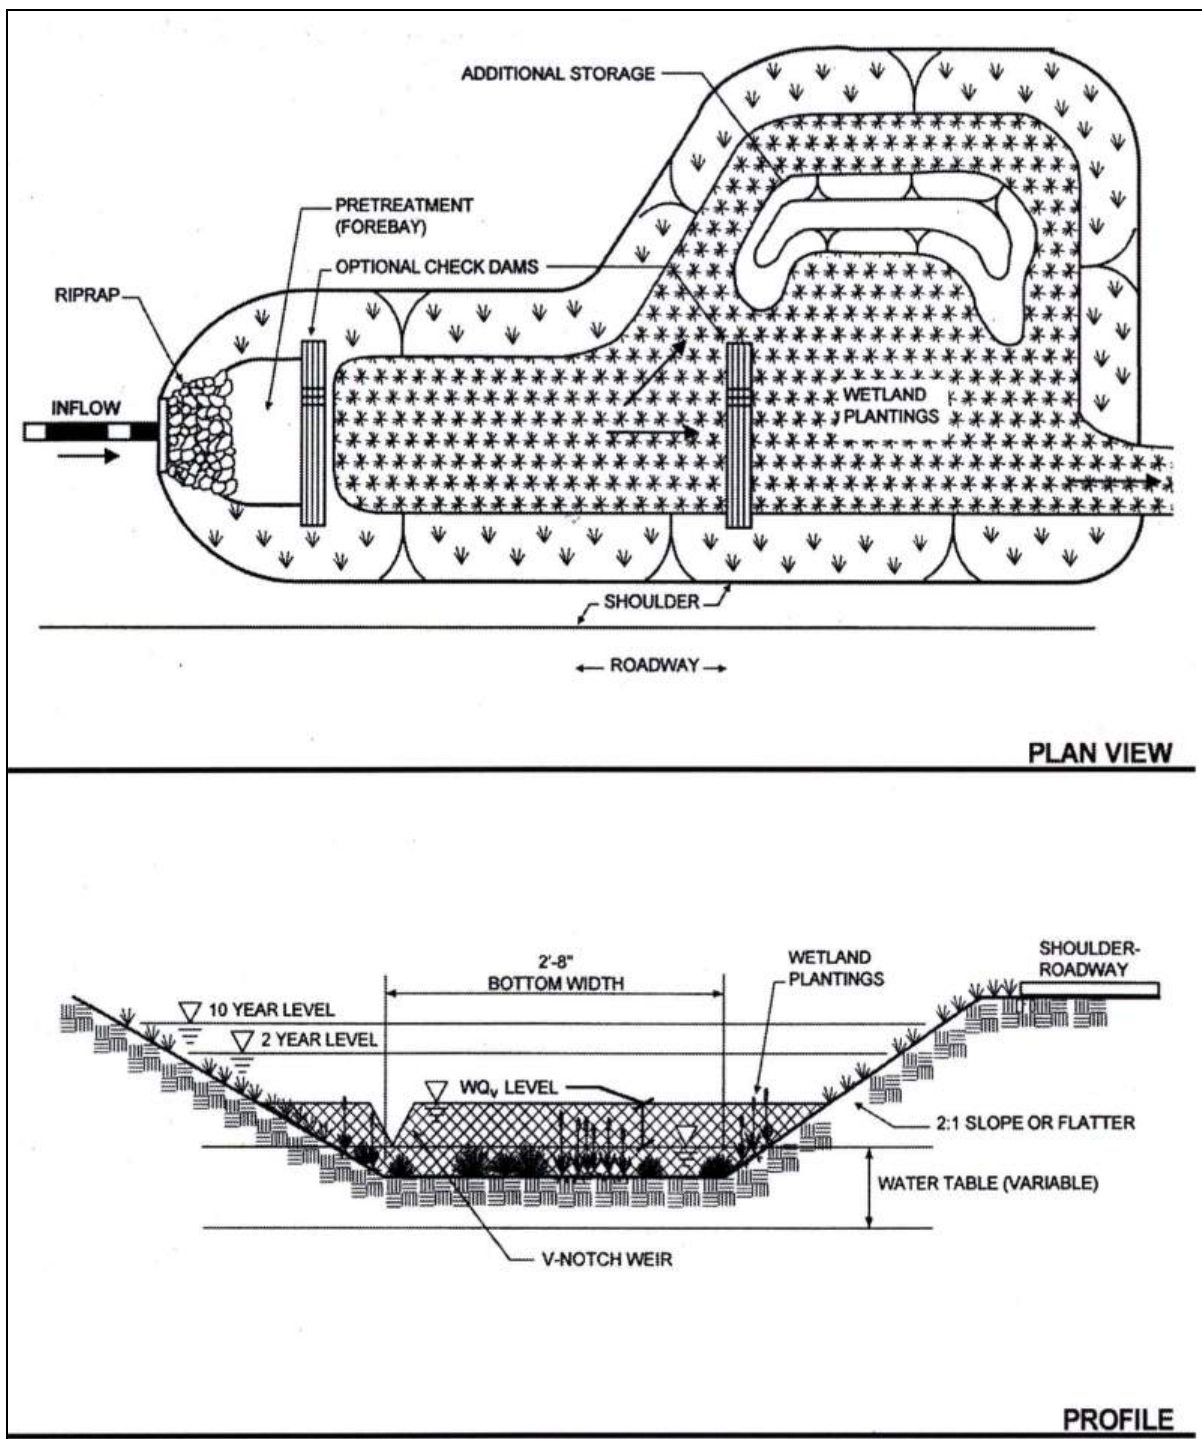 ADDITIONAL STORAGE
PRETREATMENT
(FOREBAY)
OPTIONAL CHECK DAMS
RIPRAP
INFLOW
WETLAND
PLANTINGS
SHOULDER
ROADWAY
PLAN VIEW
2'-8"
BOTTOM WIDTH
WETLAND
PLANTINGS
SHOULDER-
ROADWAY
10 YEAR LEVEL
2 YEAR LEVEL
WQv LEVEL
2:1 SLOPE OR FLATTER
WATER TABLE (VARIABLE)
V-NOTCH WEIR
PROFILE